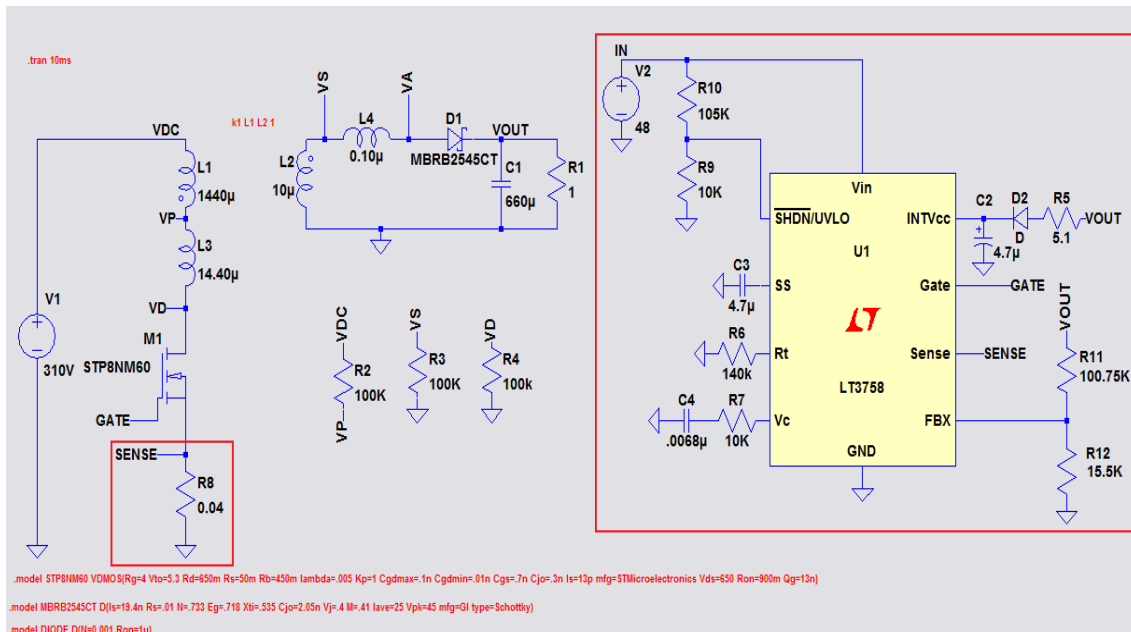 .tran 10ms
k1 L1 L2 1
VDC
L1
1440µ
VP
L3
14.40µ
VD
V1
310V
M1
STP8NM60
GATE
SENSE
R8
0.04
VS
VA
L4
0.10µ
D1
MBRB2545CT
VOUT
L2
10µ
C1
660µ
R1
1
VDC
R2
100K
VP
VS
R3
100K
VD
R4
100k
IN
V2
48
R10
105K
R9
10K
Vin
SHDN/UVLO
INTVcc
U1
SS
Gate
Rt
Sense
LT3758
Vc
FBX
GND
C2
4.7µ
D2
D
R5
5.1
VOUT
C3
4.7µ
GATE
R6
140k
SENSE
C4
.0068µ
R7
10K
VOUT
R11
100.75K
R12
15.5K
.model STP8NM60 VDMOS(Rg=4 Vto=5.3 Rd=650m Rs=50m Rb=450m lambda=.005 Kp=1 Cgdmax=.1n Cgdmin=.01n Cgs=.7n Cjo=.3n Is=13p mfg=STMicroelectronics Vds=650 Ron=900m Qg=13n)
.model MBRB2545CT D(Is=19.4n Rs=.01 N=.733 Eg=.718 Xti=.535 Cjo=2.05n Vj=.4 M=.41 Iave=25 Vpk=45 mfg=GI type=Schottky)
.model DIODE D(N=0.001 Ron=1u)